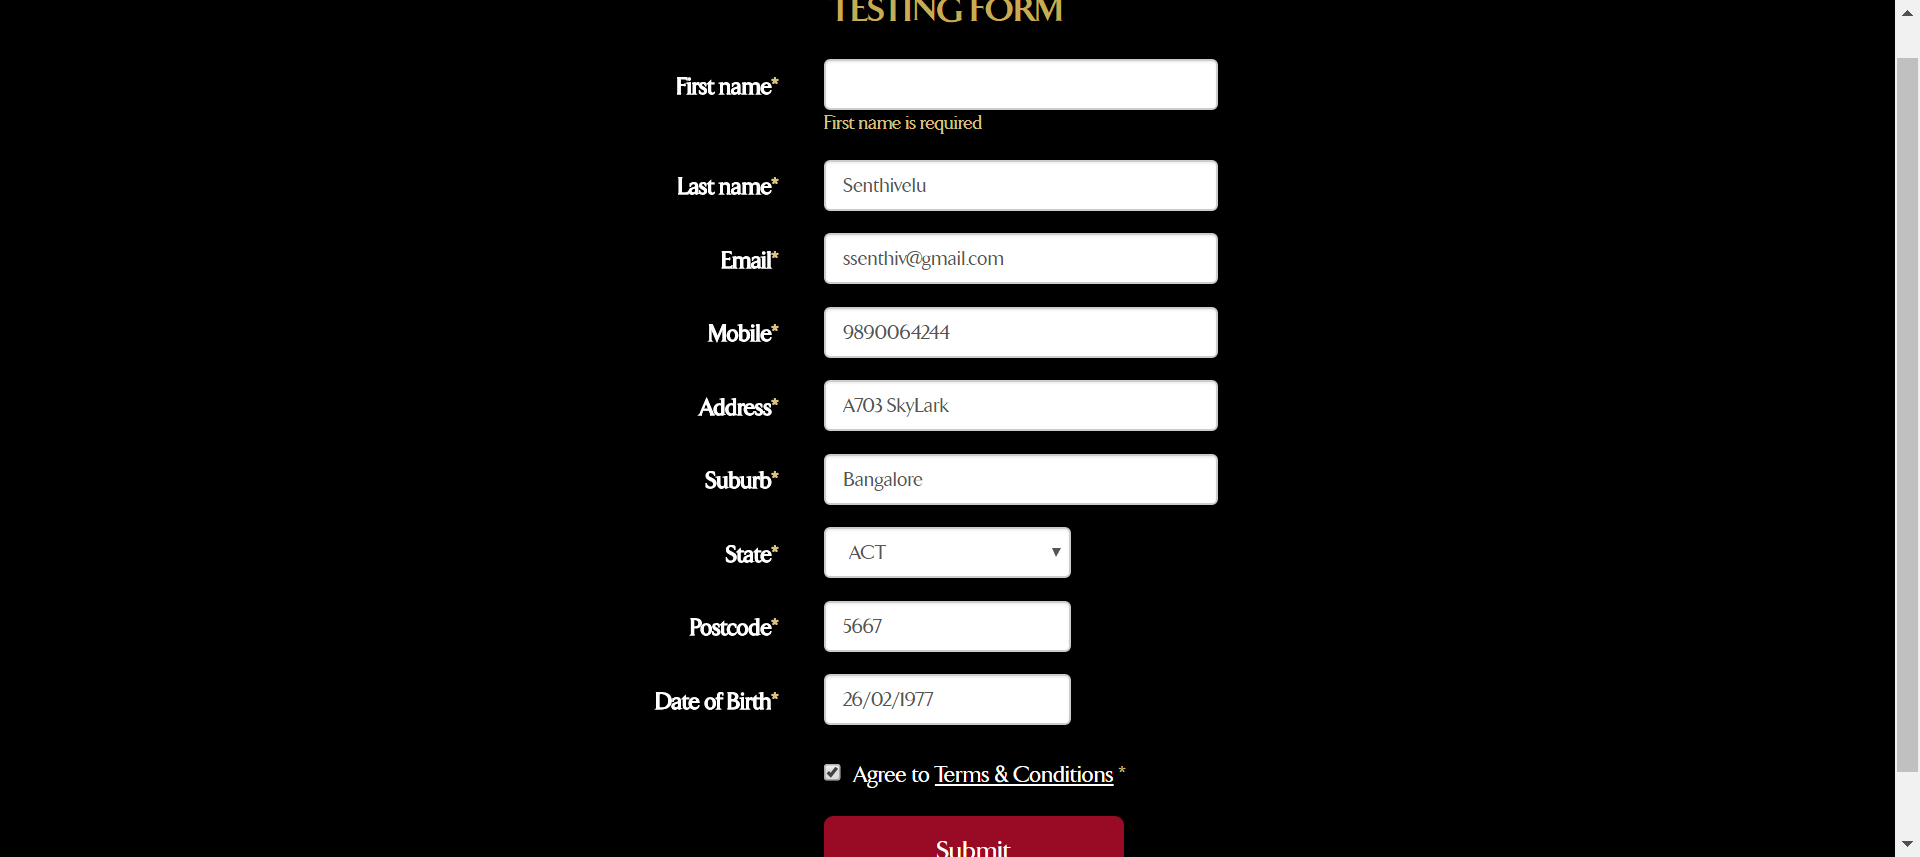 TESTING FORM
First name*
First name is required
Last name* Senthivelu
Email* ssenthiv@gmail.com
Mobile* 9890064244
Address* A703 SkyLark
Suburb* Bangalore
State* ACT
Postcode* 5667
Date of Birth* 26/02/1977
Agree to Terms & Conditions *
Submit